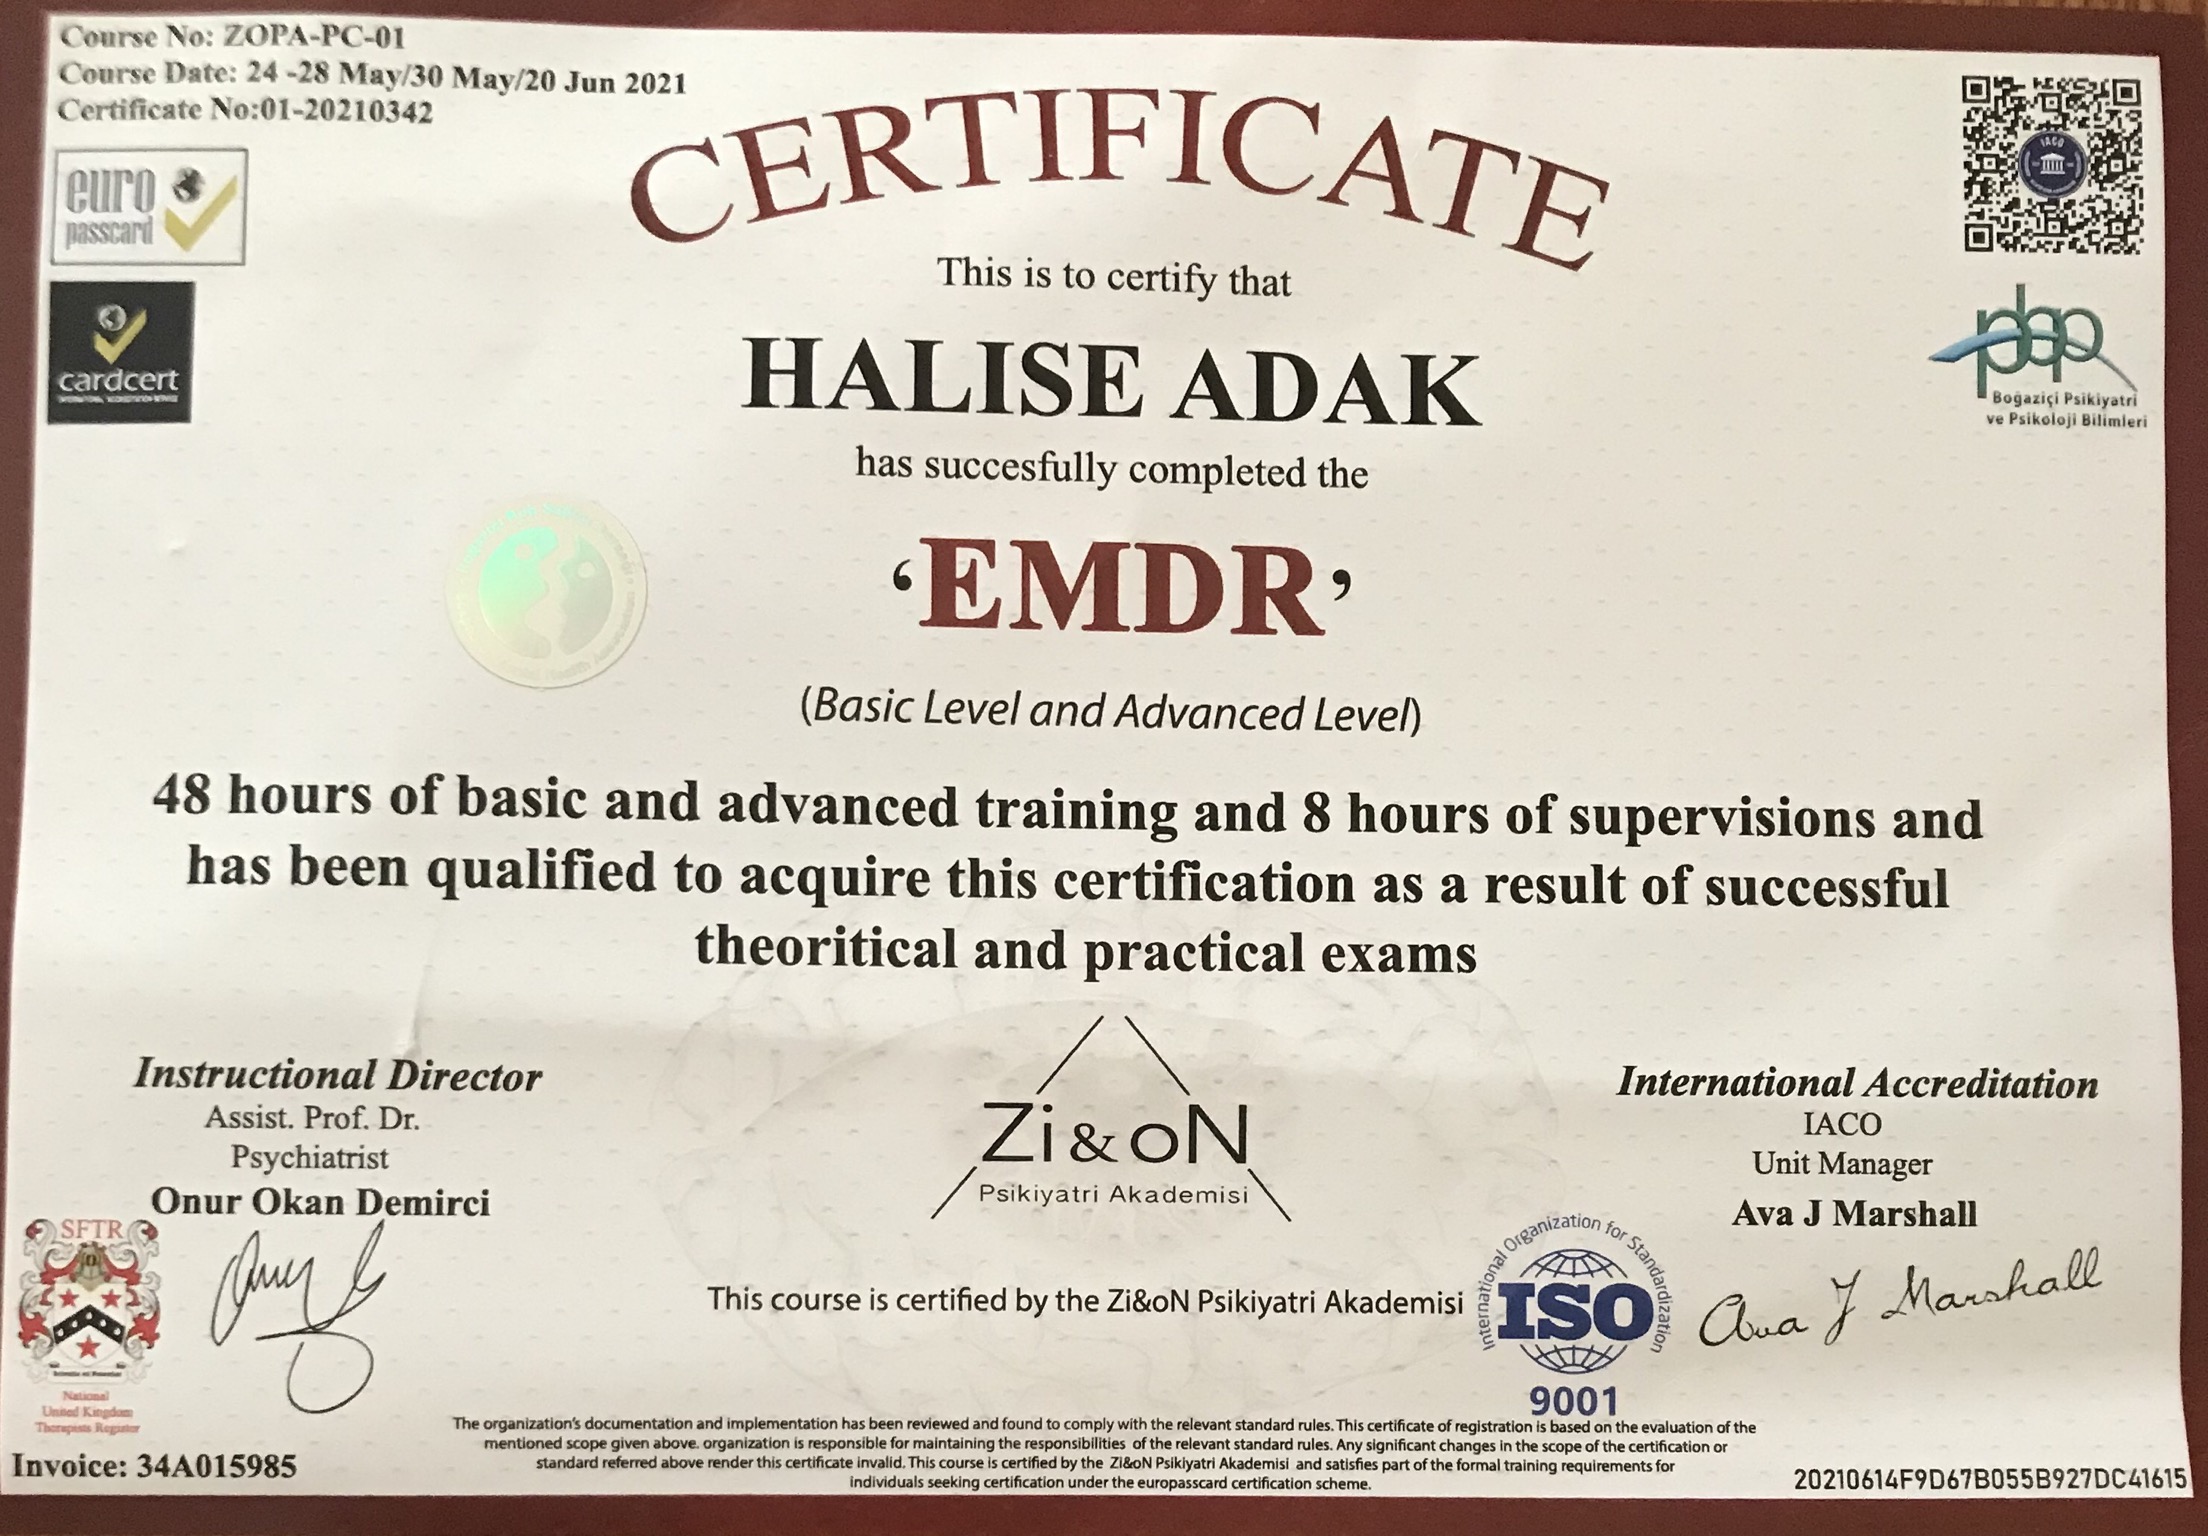 Course No: ZOPA-PC-01
Course Date: 24 -28 May/30 May/20 Jun 2021
Certificate No:01-20210342
euro
passcard
cardcert
IACO
Boğaziçi Psikiyatri
ve Psikoloji Bilimleri
CERTIFICATE
This is to certify that
HALISE ADAK
has succesfully completed the
‘EMDR’
(Basic Level and Advanced Level)
48 hours of basic and advanced training and 8 hours of supervisions and
has been qualified to acquire this certification as a result of successful
theoritical and practical exams
Instructional Director
Assist. Prof. Dr.
Psychiatrist
Onur Okan Demirci
SFTR
National
United Kingdom
Therapists Register
Invoice: 34A015985
Zi&oN
Psikiyatri Akademisi
This course is certified by the Zi&oN Psikiyatri Akademisi
International Organization for Standardization
ISO
9001
International Accreditation
IACO
Unit Manager
Ava J Marshall
Ava J Marshall
The organization's documentation and implementation has been reviewed and found to comply with the relevant standard rules. This certificate of registration is based on the evaluation of the
mentioned scope given above. organization is responsible for maintaining the responsibilities of the relevant standard rules. Any significant changes in the scope of the certification or
standard referred above render this certificate invalid. This course is certified by the Zi&oN Psikiyatri Akademisi and satisfies part of the formal training requirements for
individuals seeking certification under the europasscard certification scheme.
20210614F9D67B055B927DC41615